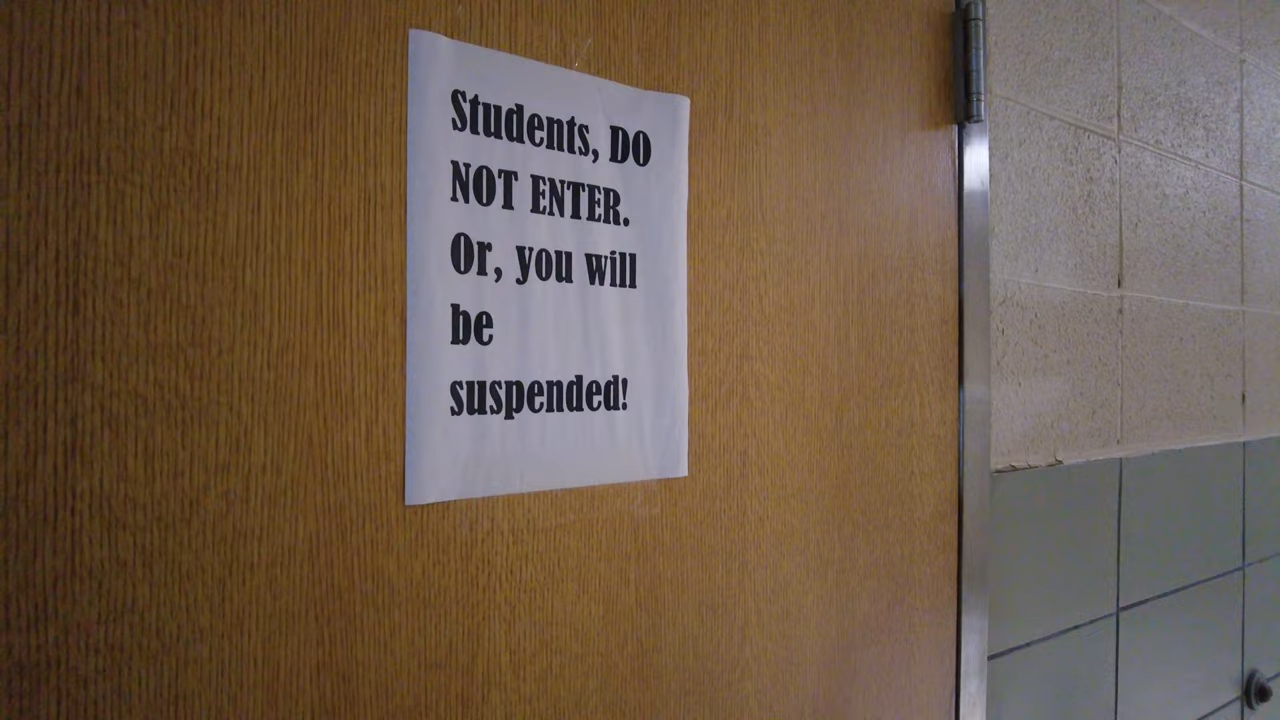 Students, DO
NOT ENTER.
Or, you will
be
suspended!